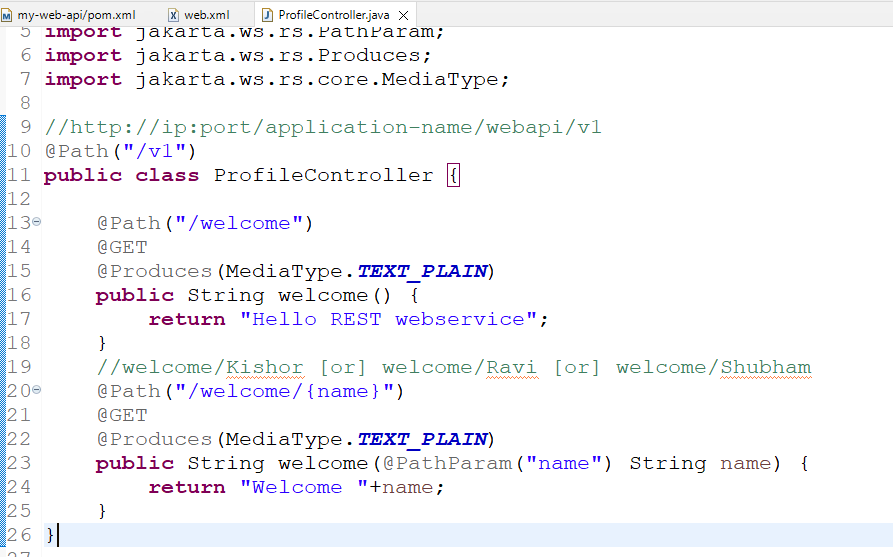 my-web-api/pom.xml web.xml ProfileController.java
5 import jakarta.ws.rs.PathParam;
6 import jakarta.ws.rs.Produces;
7 import jakarta.ws.rs.core.MediaType;
8
9 //http://ip:port/application-name/webapi/v1
10 @Path("/v1")
11 public class ProfileController {
12
13 @Path("/welcome")
14 @GET
15 @Produces(MediaType.TEXT_PLAIN)
16 public String welcome() {
17 return "Hello REST webservice";
18 }
19 //welcome/Kishor [or] welcome/Ravi [or] welcome/Shubham
20 @Path("/welcome/{name}")
21 @GET
22 @Produces(MediaType.TEXT_PLAIN)
23 public String welcome(@PathParam("name") String name) {
24 return "Welcome "+name;
25 }
26 }
27